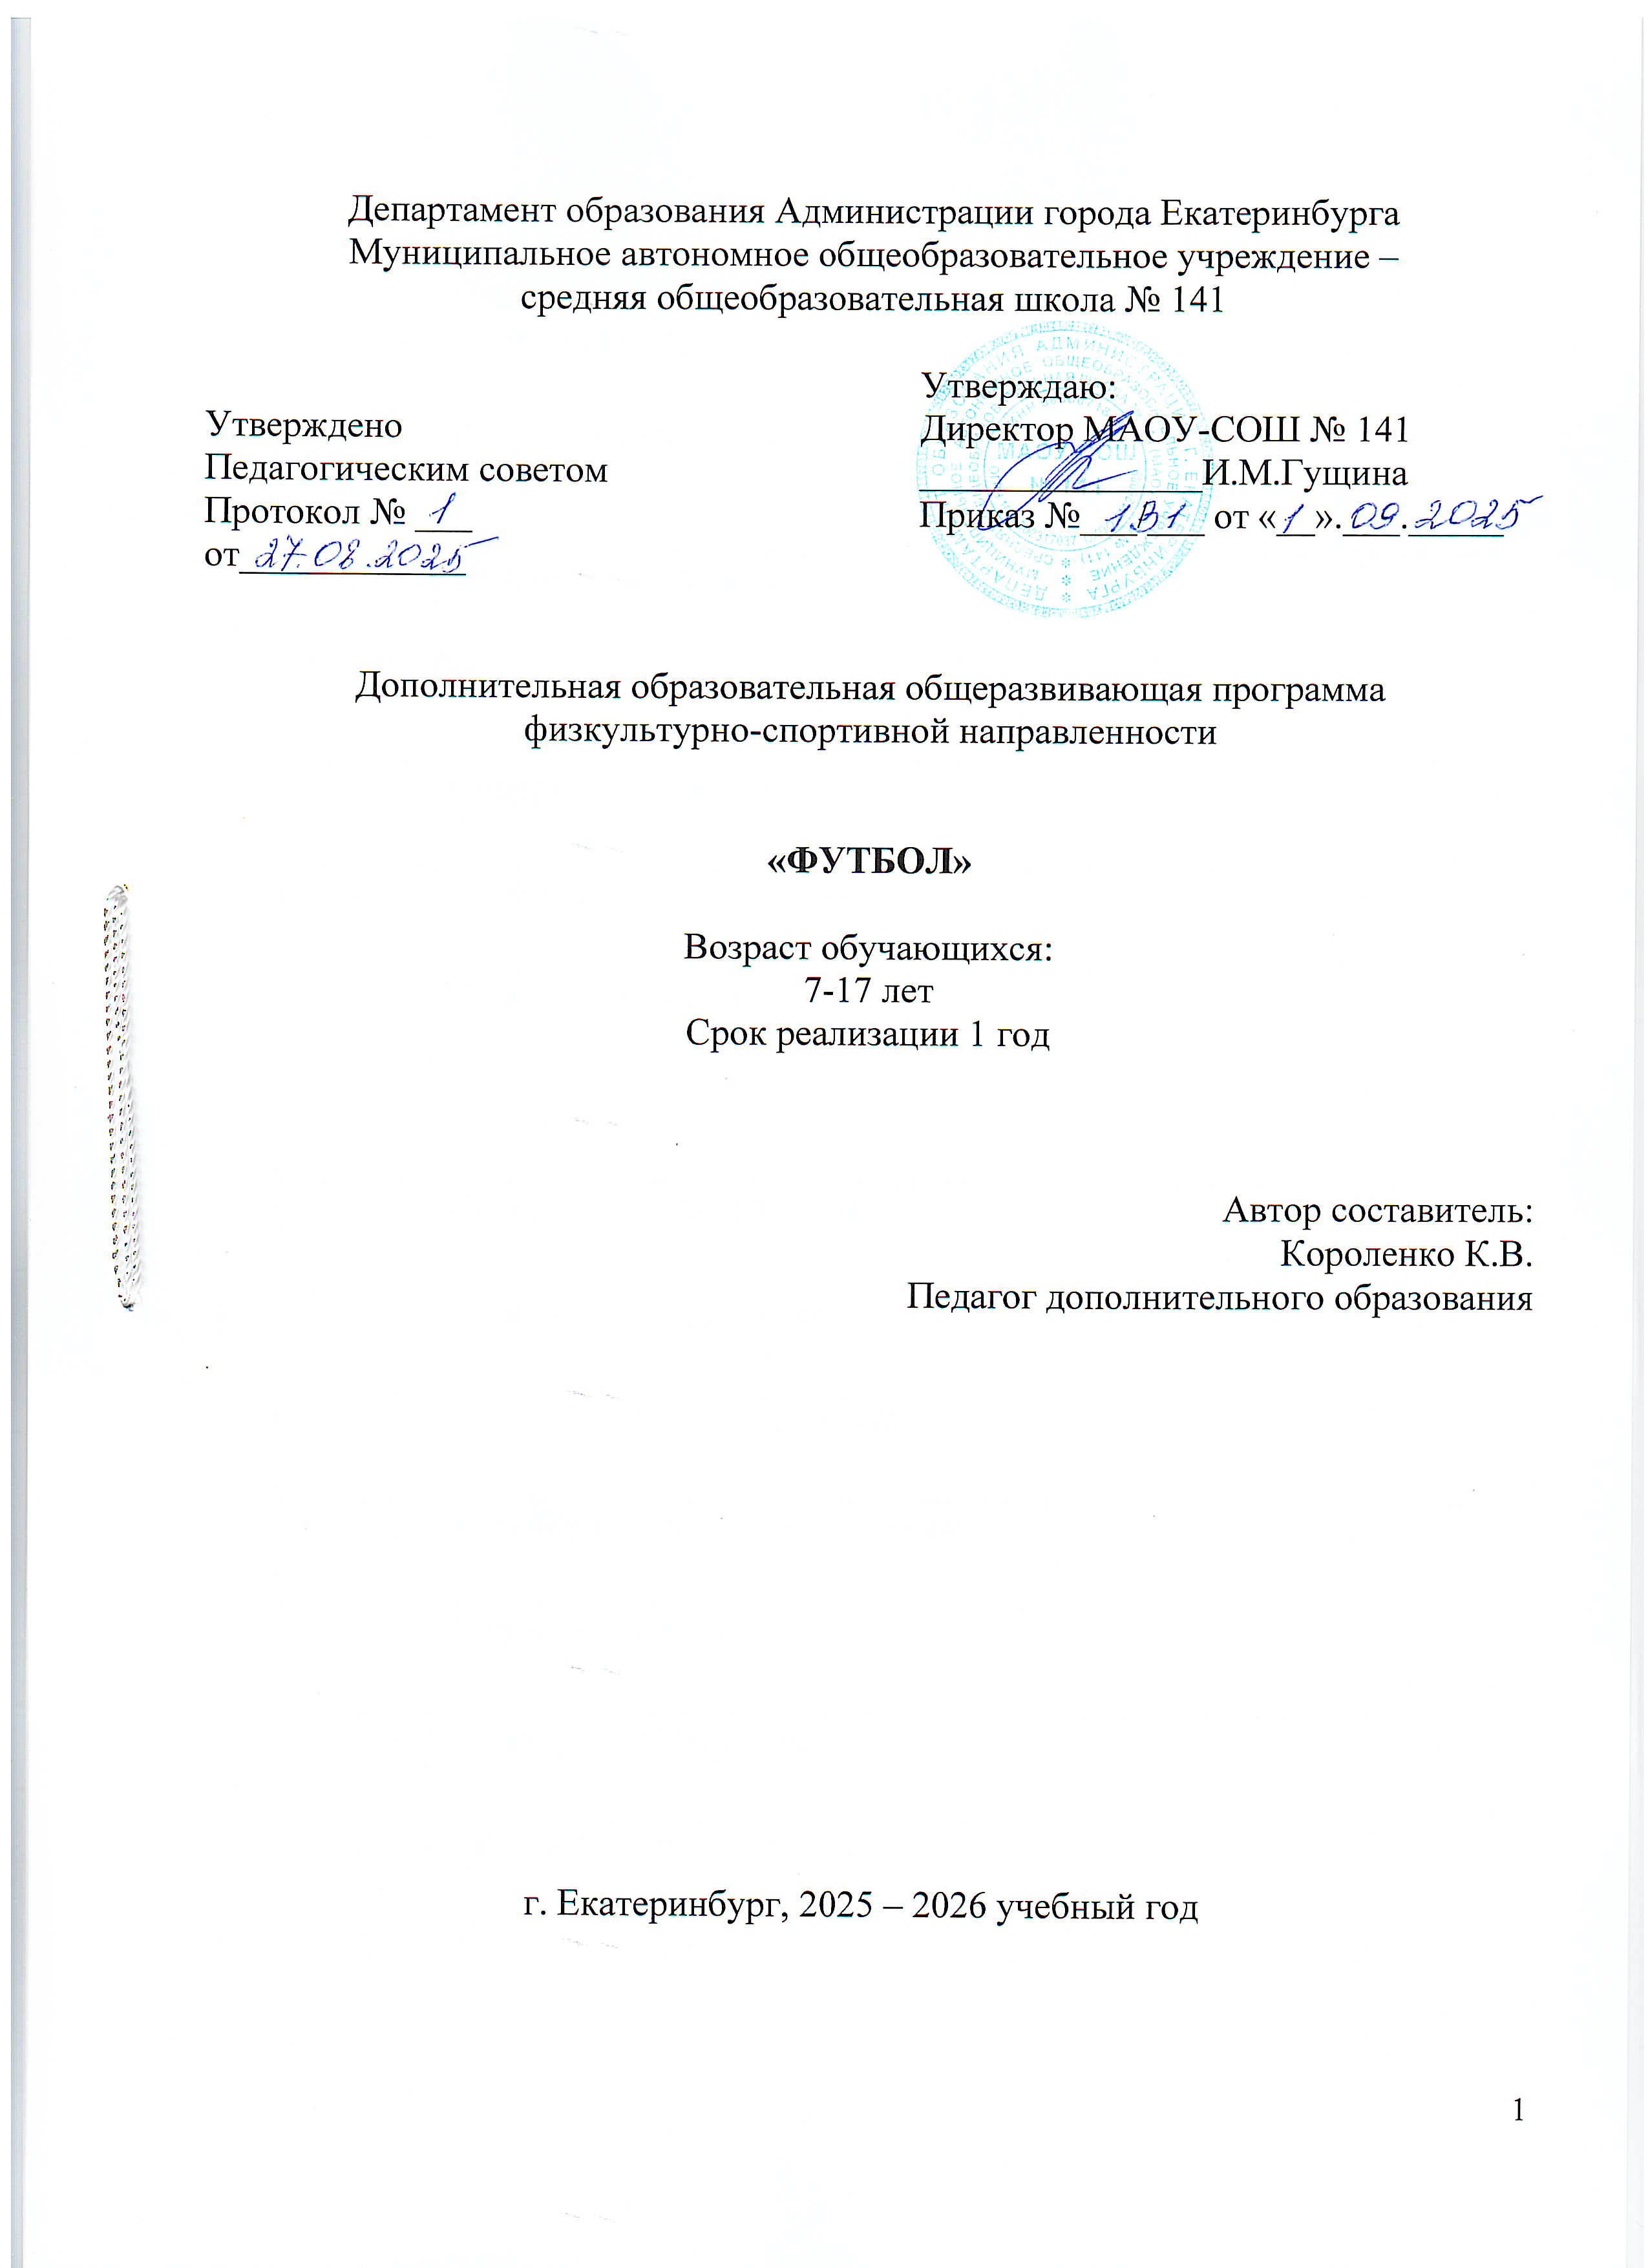 Департамент образования Администрации города Екатеринбурга
Муниципальное автономное общеобразовательное учреждение –
средняя общеобразовательная школа № 141
Утверждено
Педагогическим советом
Протокол № 1
от 27.08.2025
Утверждаю:
Директор МАОУ-СОШ № 141
И.М.Гущина
Приказ № от «1».09.2025
Дополнительная образовательная общеразвивающая программа
физкультурно-спортивной направленности
«ФУТБОЛ»
Возраст обучающихся:
7-17 лет
Срок реализации 1 год
Автор составитель:
Короленко К.В.
Педагог дополнительного образования
г. Екатеринбург, 2025 – 2026 учебный год
1